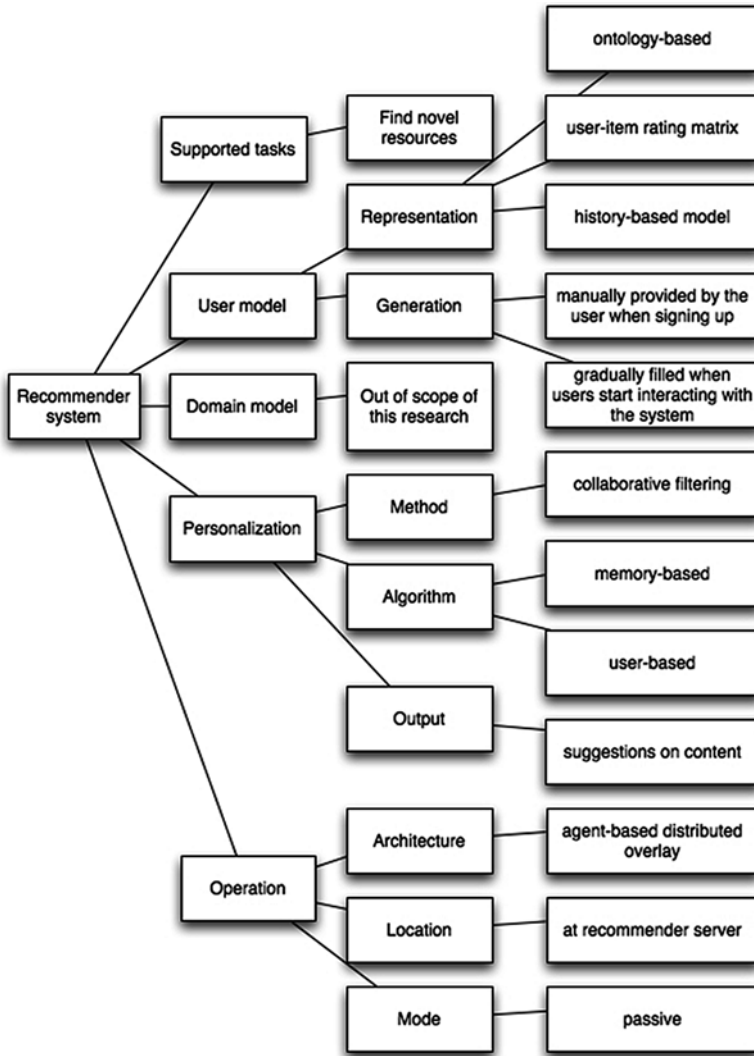 ontology-based
Find novel
resources
user-item rating matrix
Supported tasks
Representation
history-based model
User model
Generation
manually provided by the
user when signing up
Recommender
system
Domain model
Out of scope of
this research
gradually filled when
users start interacting with
the system
Personalization
Method
collaborative filtering
Algorithm
memory-based
user-based
Output
suggestions on content
Architecture
agent-based distributed
overlay
Operation
Location
at recommender server
Mode
passive